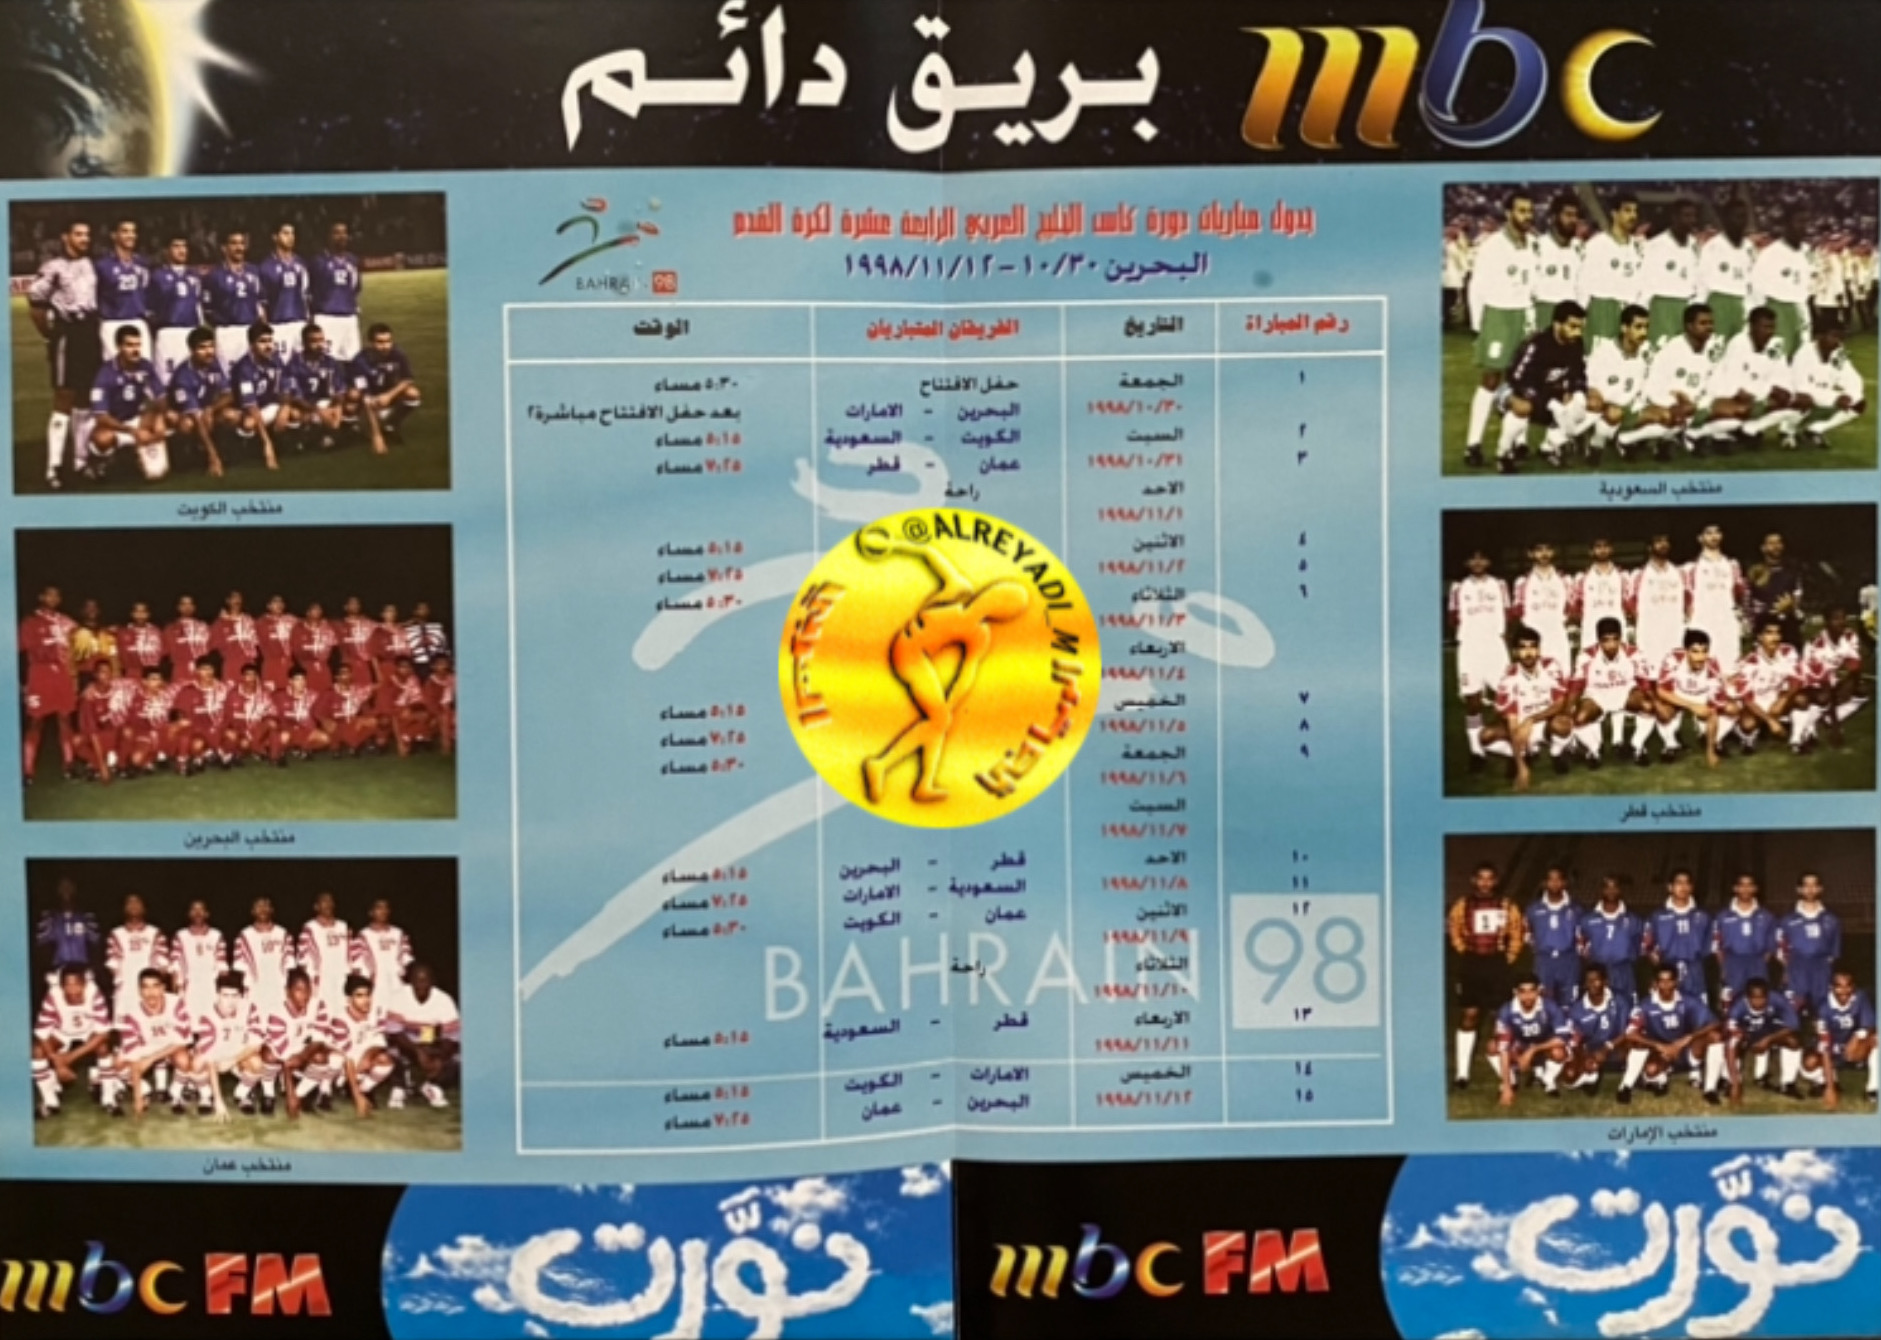 mbc بريق دائم
جدول مباريات دورة كاس الخليج العربي الرابعة عشرة لكرة القدم
البحرين ١٠/٣٠ – ١٩٩٨/١١/١٢
BAHRAIN 98
رقم المباراة التاريخ الفريقان المتباريان الوقت
١ الجمعة حفل الافتتاح ٥:٣٠ مساء
١٩٩٨/١٠/٣٠ البحرين - الامارات بعد حفل الافتتاح مباشرة
٢ السبت الكويت - السعودية ٥:١٥ مساء
٣ ١٩٩٨/١٠/٣١ عمان - قطر ٧:٢٥ مساء
الاحد راحة
١٩٩٨/١١/١
٤ الاثنين ٥:١٥ مساء
٥ ١٩٩٨/١١/٢ ٧:٢٥ مساء
٦ الثلاثاء ٥:٣٠ مساء
١٩٩٨/١١/٣
الاربعاء
١٩٩٨/١١/٤
٧ الخميس ٥:١٥ مساء
٨ ١٩٩٨/١١/٥ ٧:٢٥ مساء
٩ الجمعة ٥:٣٠ مساء
١٩٩٨/١١/٦
السبت
١٩٩٨/١١/٧
١٠ الاحد قطر - البحرين ٥:١٥ مساء
١١ ١٩٩٨/١١/٨ السعودية - الامارات ٧:٢٥ مساء
١٢ الاثنين عمان - الكويت ٥:٣٠ مساء
١٩٩٨/١١/٩
الثلاثاء راحة
١٩٩٨/١١/١٠
١٣ الاربعاء قطر - السعودية ٥:١٥ مساء
١٩٩٨/١١/١١
١٤ الخميس الامارات - الكويت ٥:١٥ مساء
١٥ ١٩٩٨/١١/١٢ البحرين - عمان ٧:٢٥ مساء
BAHRAIN 98
@ALREYADI_M
منتخب السعودية
منتخب قطر
منتخب الإمارات
منتخب الكويت
منتخب البحرين
منتخب عمان
mbc FM نوّرت
mbc FM نوّرت